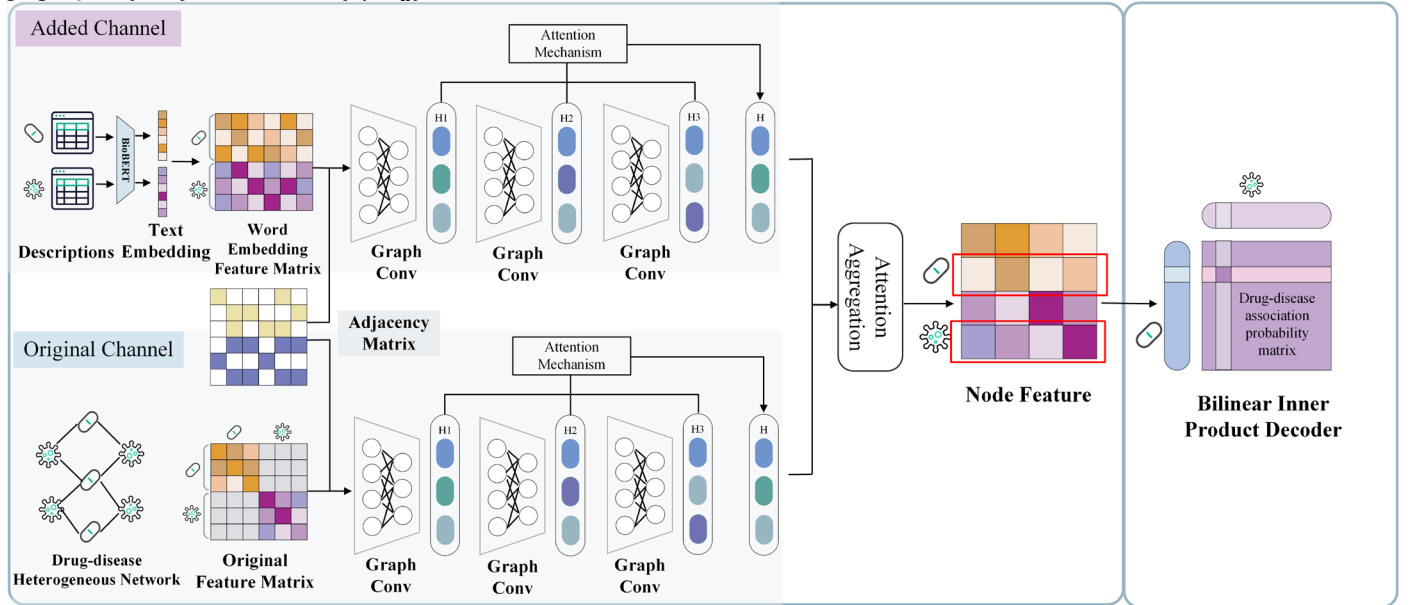 Added Channel
Attention
Mechanism
H1
H2
H3
H
BioBERT
Descriptions
Text
Embedding
Word
Embedding
Feature Matrix
Graph
Conv
Graph
Conv
Graph
Conv
Adjacency
Matrix
Original Channel
Attention
Mechanism
H1
H2
H3
H
Drug-disease
Heterogeneous Network
Original
Feature Matrix
Graph
Conv
Graph
Conv
Graph
Conv
Attention
Aggregation
Node Feature
Drug-disease
association
probability
matrix
Bilinear Inner
Product Decoder